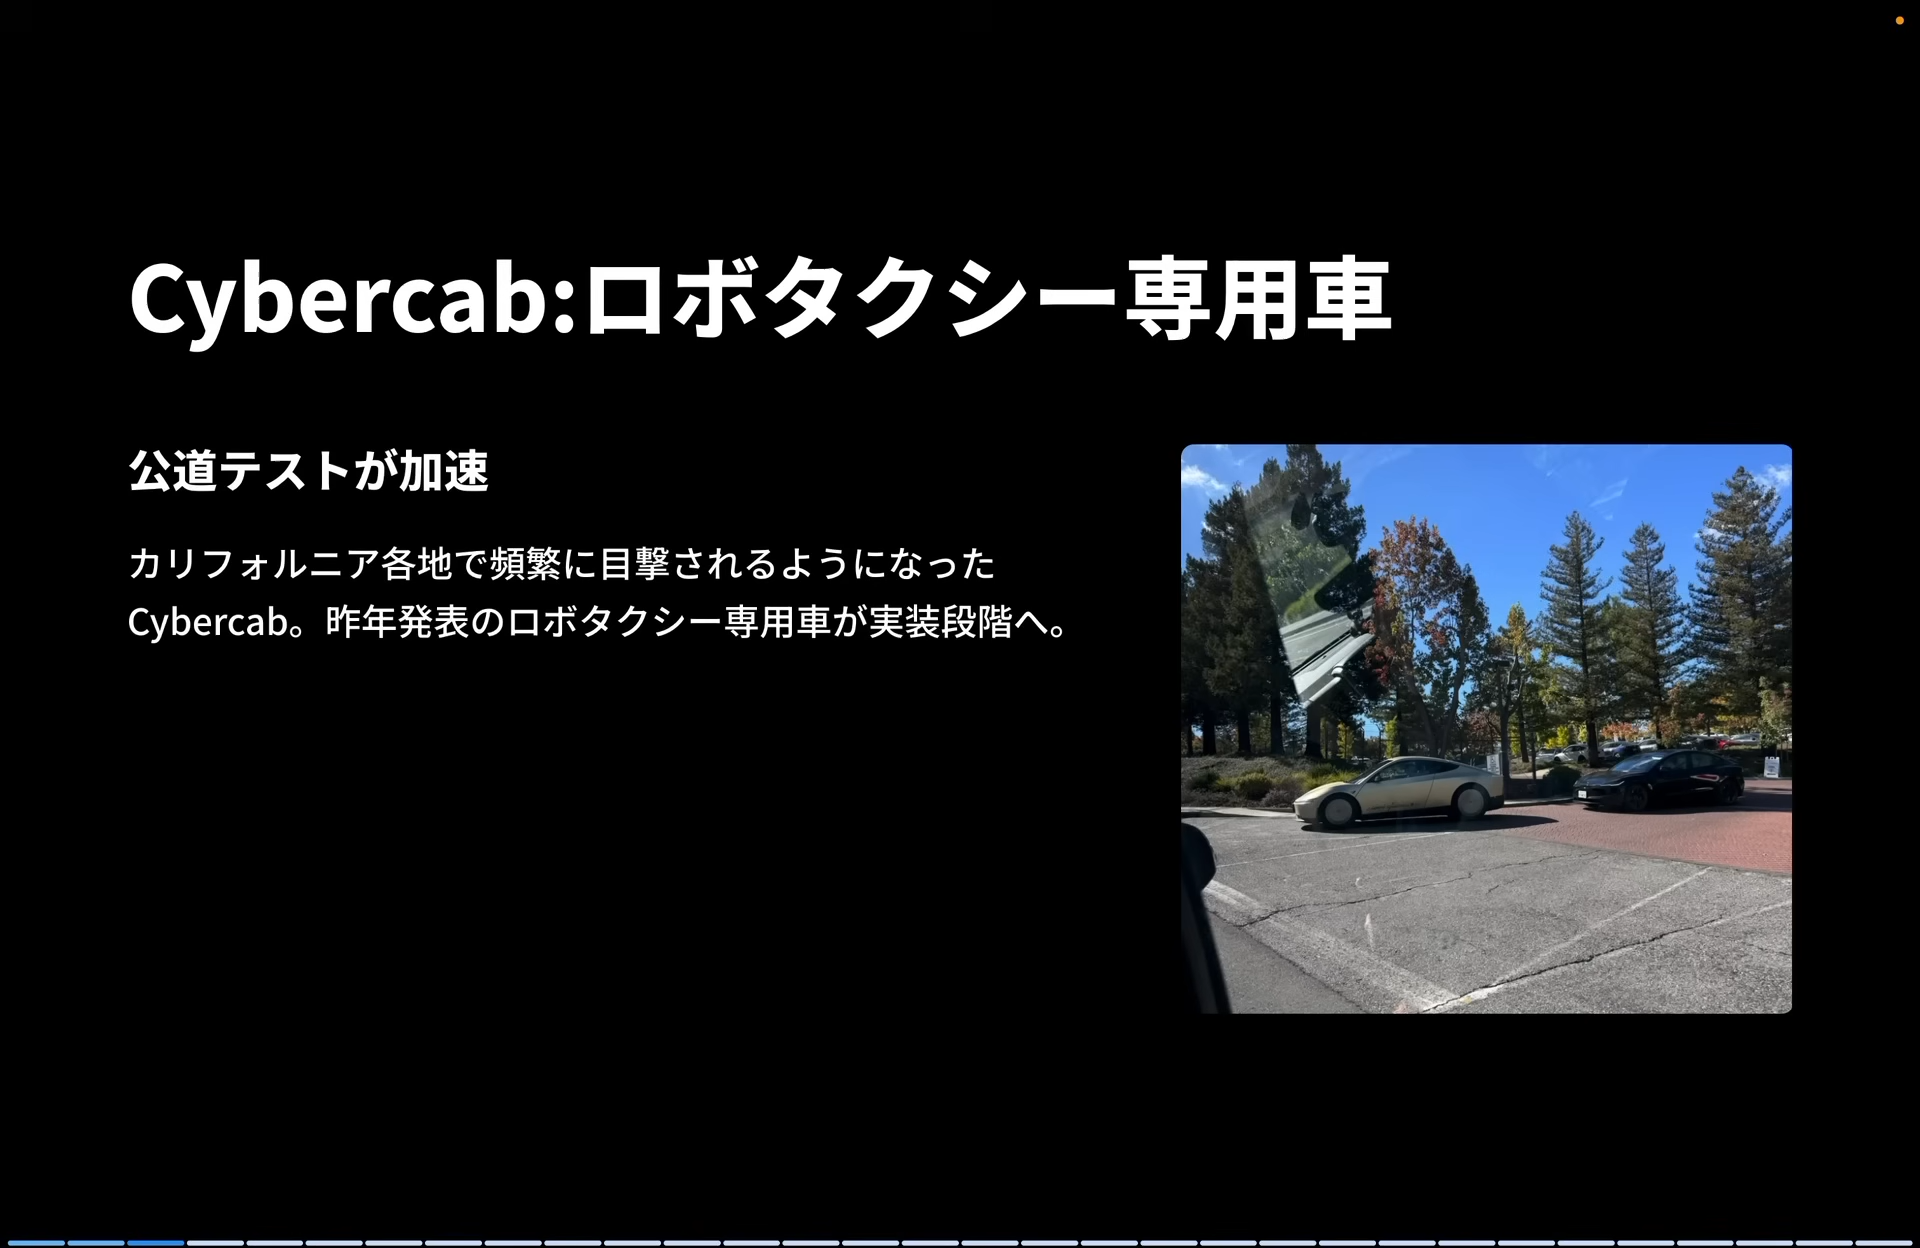 Cybercab:ロボタクシー専用車
公道テストが加速
カリフォルニア各地で頻繁に目撃されるようになった
Cybercab。昨年発表のロボタクシー専用車が実装段階へ。